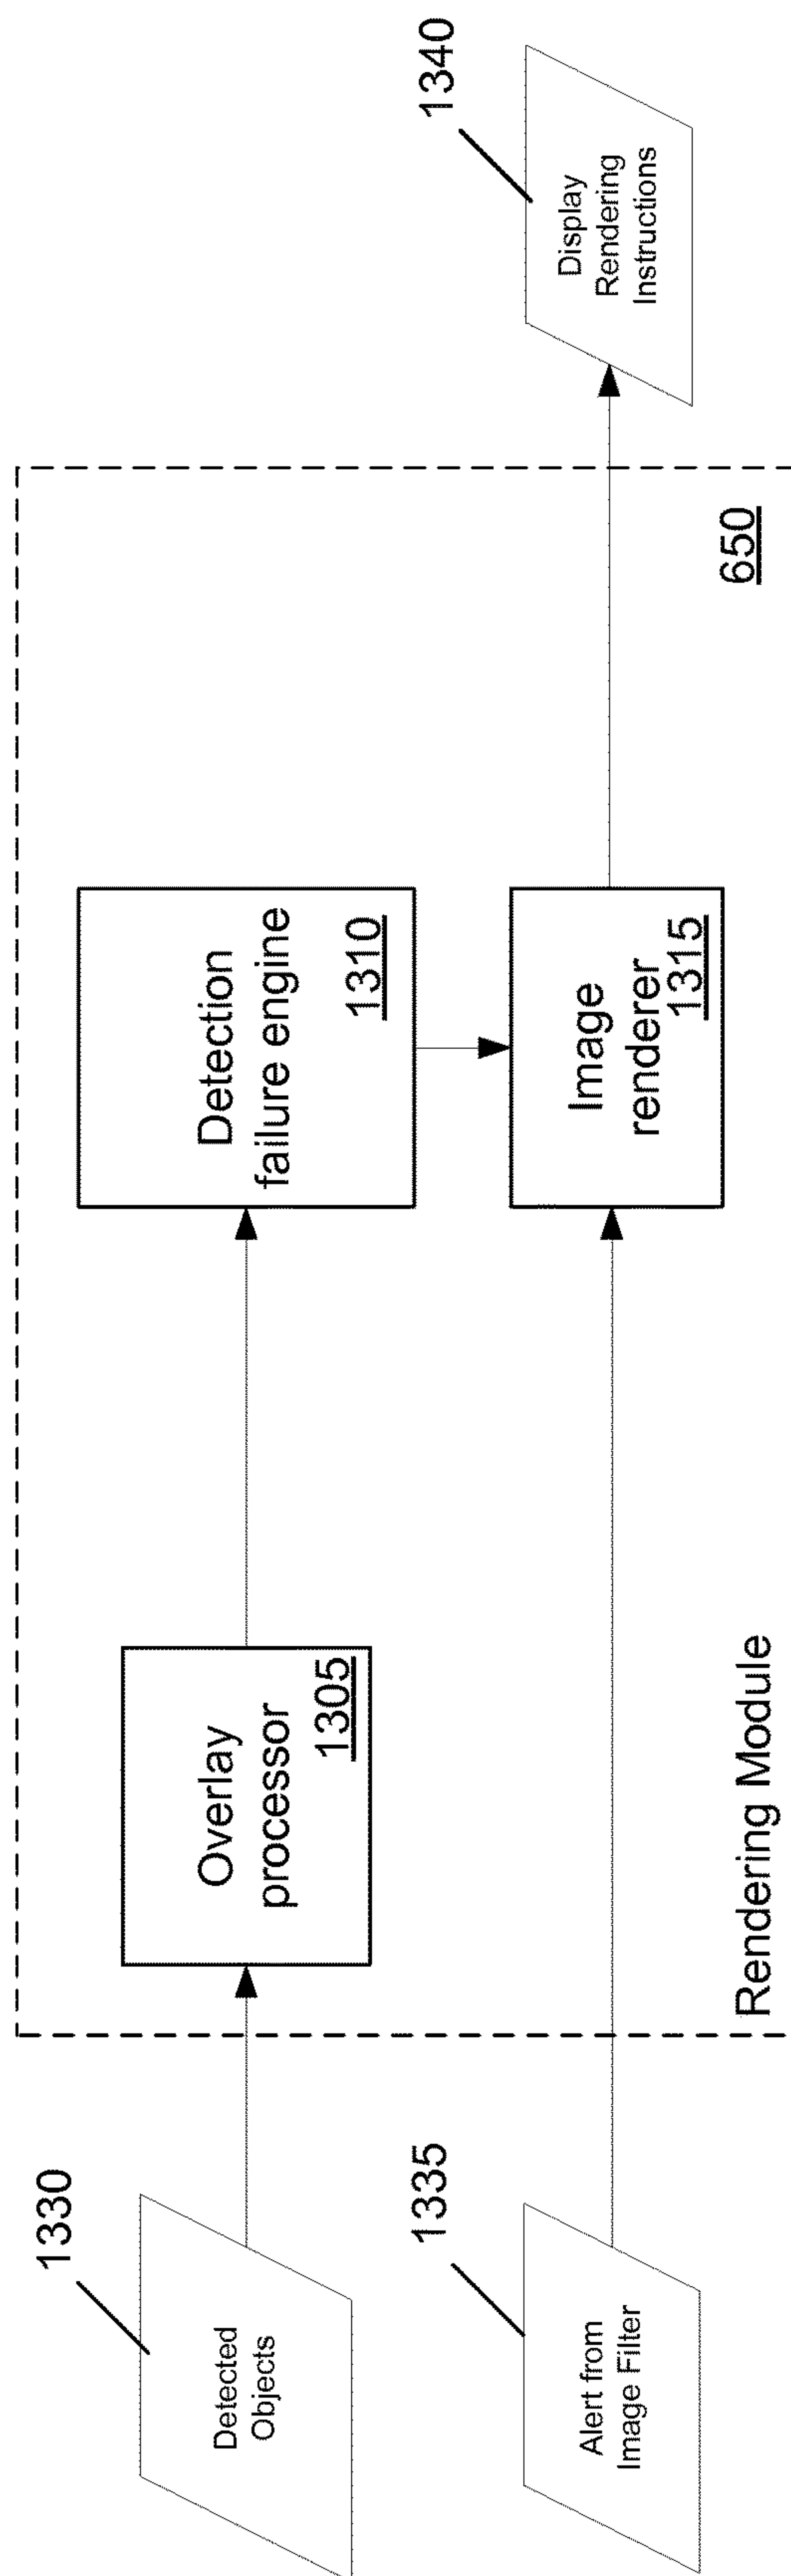 1330
Detected
Objects
Overlay
processor
1305
Detection
failure engine
1310
1335
Alert from
Image Filter
Image
renderer
1315
1340
Display
Rendering
Instructions
Rendering Module
650